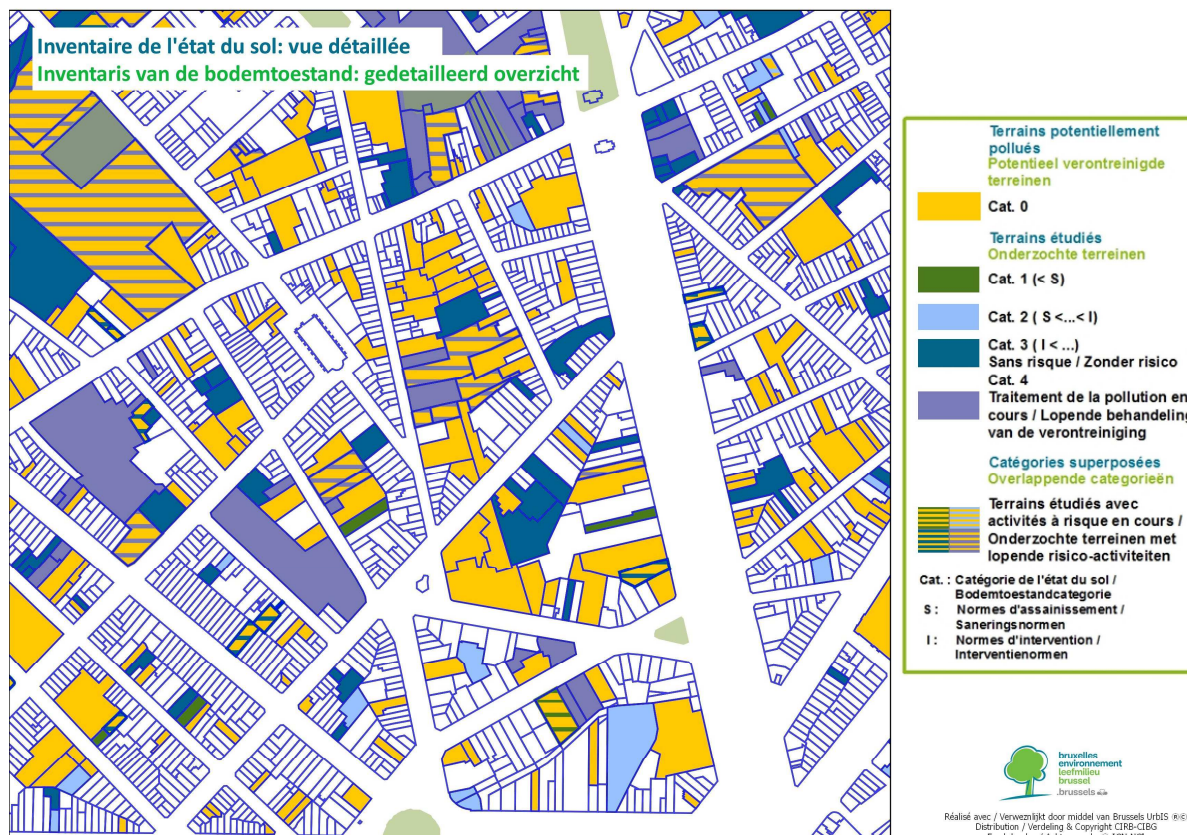 Inventaire de l'état du sol: vue détaillée
Inventaris van de bodemtoestand: gedetailleerd overzicht
Terrains potentiellement
pollués
Potentieel verontreinigde
terreinen
Cat. 0
Terrains étudiés
Onderzochte terreinen
Cat. 1 (< S)
Cat. 2 ( S <...< I)
Cat. 3 ( I < ...)
Sans risque / Zonder risico
Cat. 4
Traitement de la pollution en
cours / Lopende behandeling
van de verontreiniging
Catégories superposées
Overlappende categorieën
Terrains étudiés avec
activités à risque en cours /
Onderzochte terreinen met
lopende risico-activiteiten
Cat. : Catégorie de l'état du sol /
Bodemtoestandcategorie
S : Normes d'assainissement /
Saneringsnormen
I : Normes d'intervention /
Interventienormen
bruxelles
environnement
leefmilieu
brussel
.brussels
Réalisé avec / Verwezenlijkt door middel van Brussels UrbIS ®©
Distribution / Verdeling & Copyright CIRB-CIBG